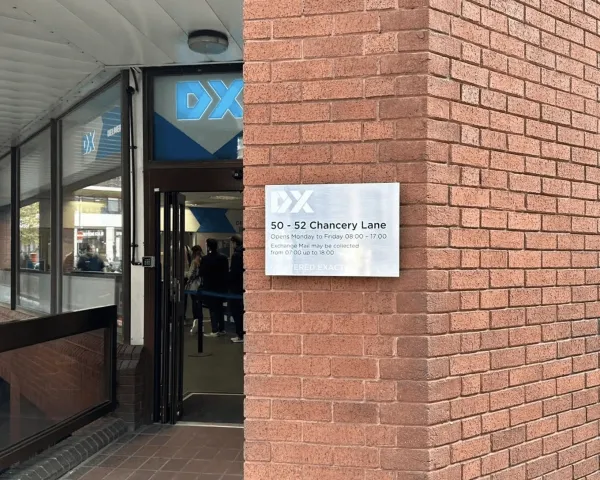 DX
DX
DX
50 - 52 Chancery Lane
Opens Monday to Friday 08:00 - 17:00
Exchange Mail may be collected
from 07:00 up to 18:00